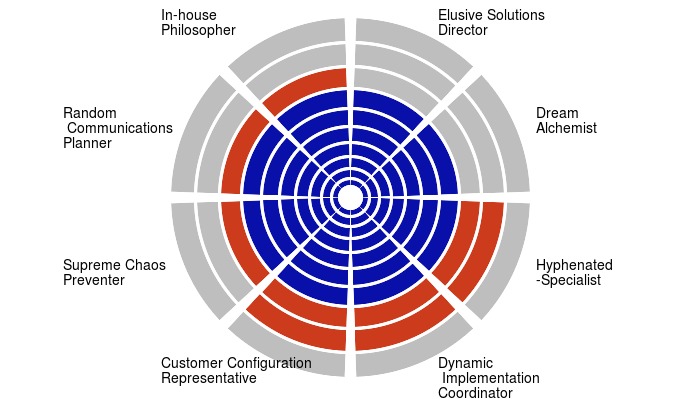 In-house
Philosopher
Elusive Solutions
Director
Random
Communications
Planner
Dream
Alchemist
Supreme Chaos
Preventer
Hyphenated
-Specialist
Customer Configuration
Representative
Dynamic
Implementation
Coordinator